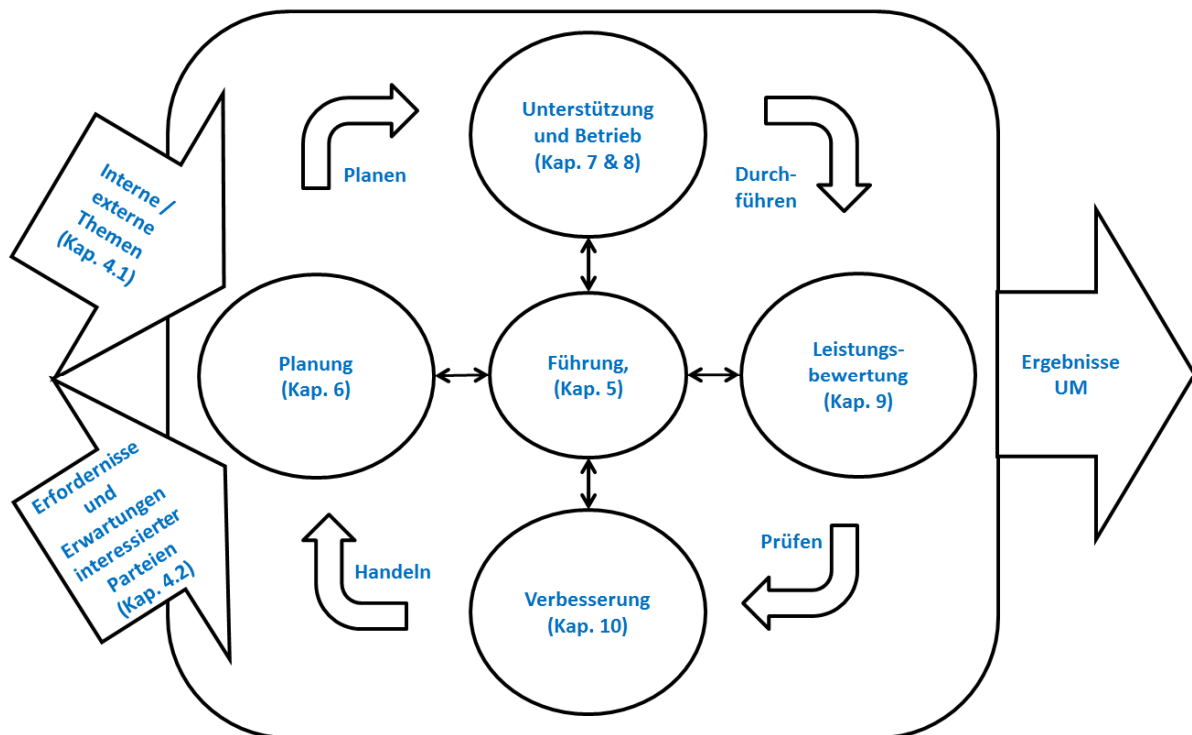 Interne /
externe
Themen
(Kap. 4.1)
Erfordernisse
und
Erwartungen
interessierter
Parteien
(Kap. 4.2)
Planen
Unterstützung
und Betrieb
(Kap. 7 & 8)
Durch-
führen
Planung
(Kap. 6)
Führung,
(Kap. 5)
Leistungs-
bewertung
(Kap. 9)
Ergebnisse
UM
Handeln
Verbesserung
(Kap. 10)
Prüfen